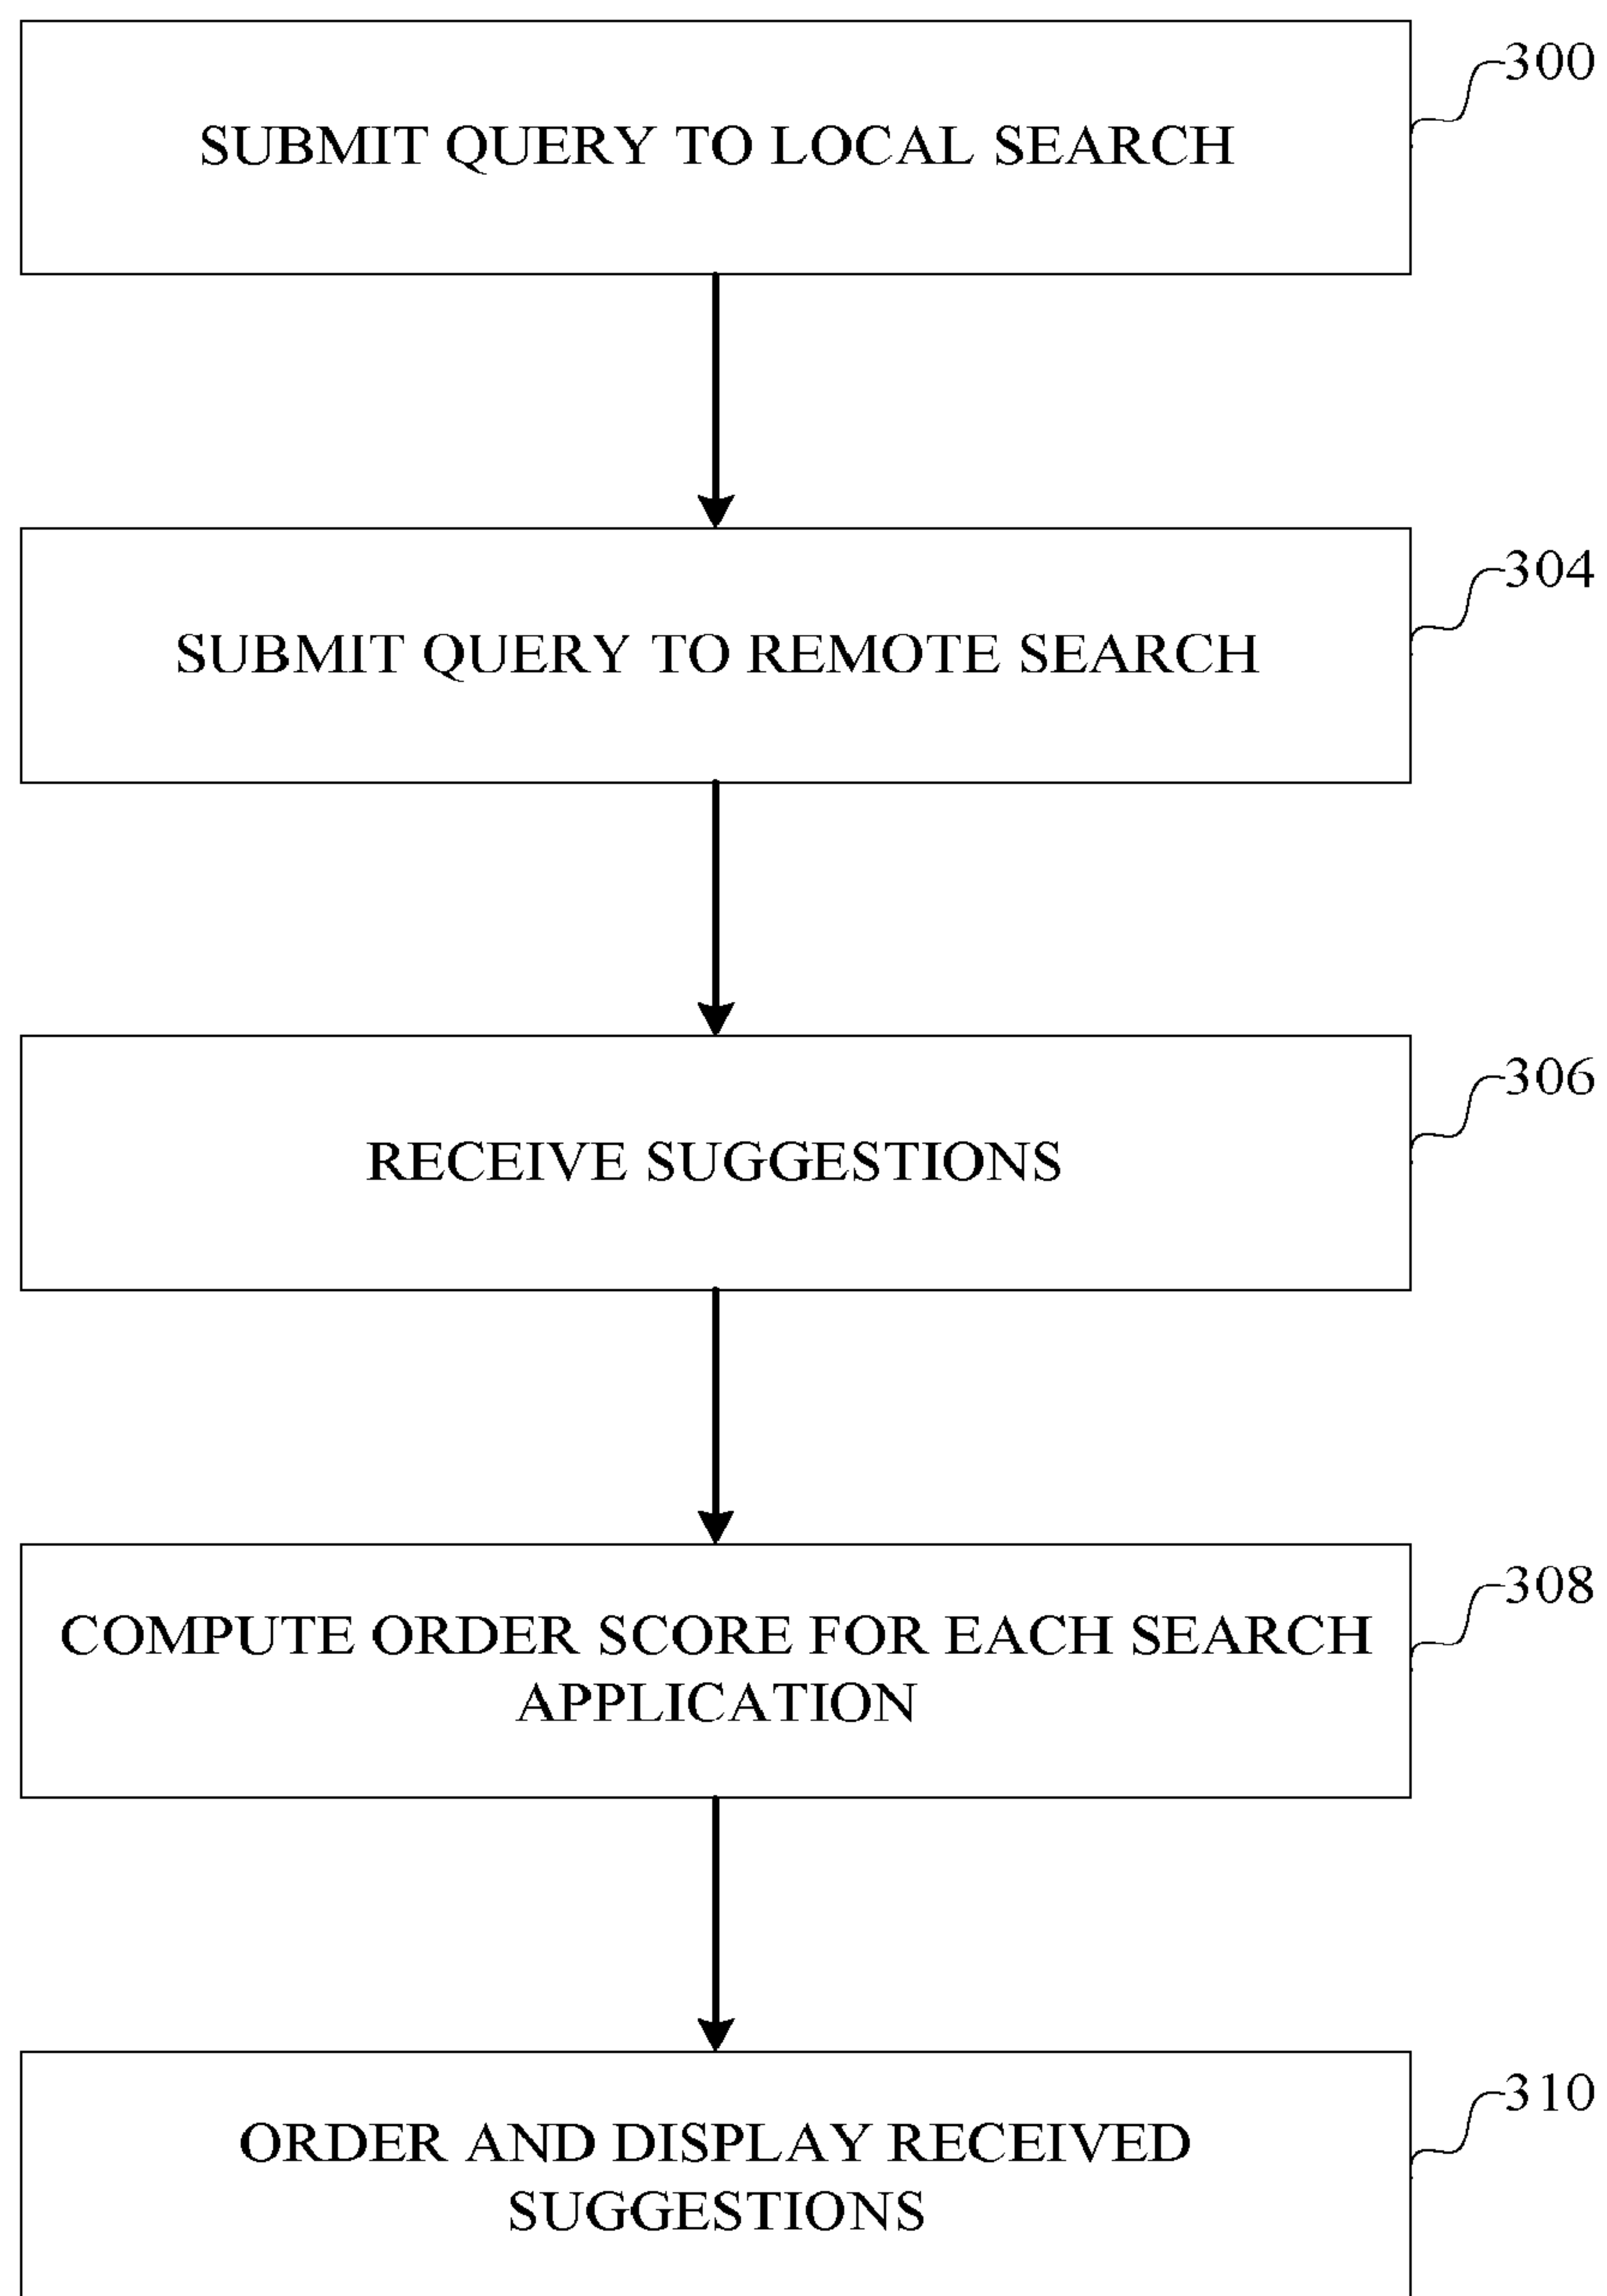 300
SUBMIT QUERY TO LOCAL SEARCH
304
SUBMIT QUERY TO REMOTE SEARCH
306
RECEIVE SUGGESTIONS
308
COMPUTE ORDER SCORE FOR EACH SEARCH
APPLICATION
310
ORDER AND DISPLAY RECEIVED
SUGGESTIONS